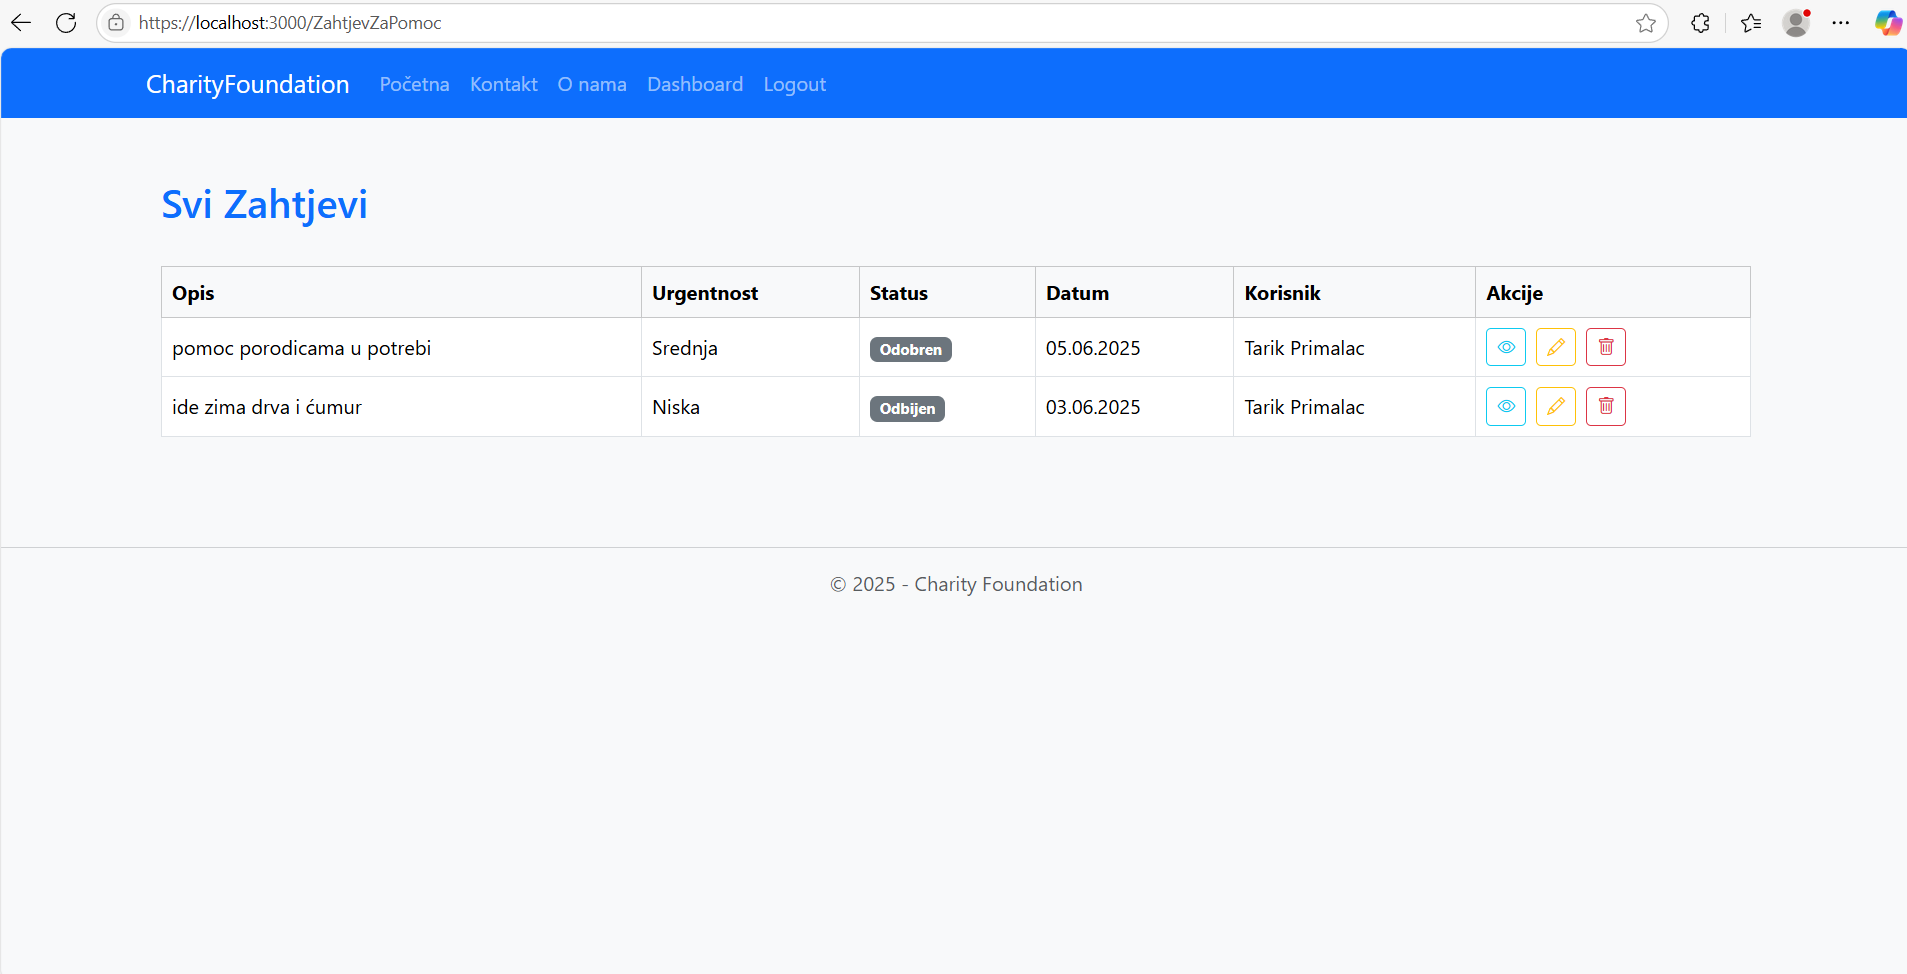 https://localhost:3000/ZahtjevZaPomoc
CharityFoundation Početna Kontakt O nama Dashboard Logout
Svi Zahtjevi
Opis Urgentnost Status Datum Korisnik Akcije
pomoc porodicama u potrebi Srednja Odobren 05.06.2025 Tarik Primalac
ide zima drva i ćumur Niska Odbijen 03.06.2025 Tarik Primalac
© 2025 - Charity Foundation